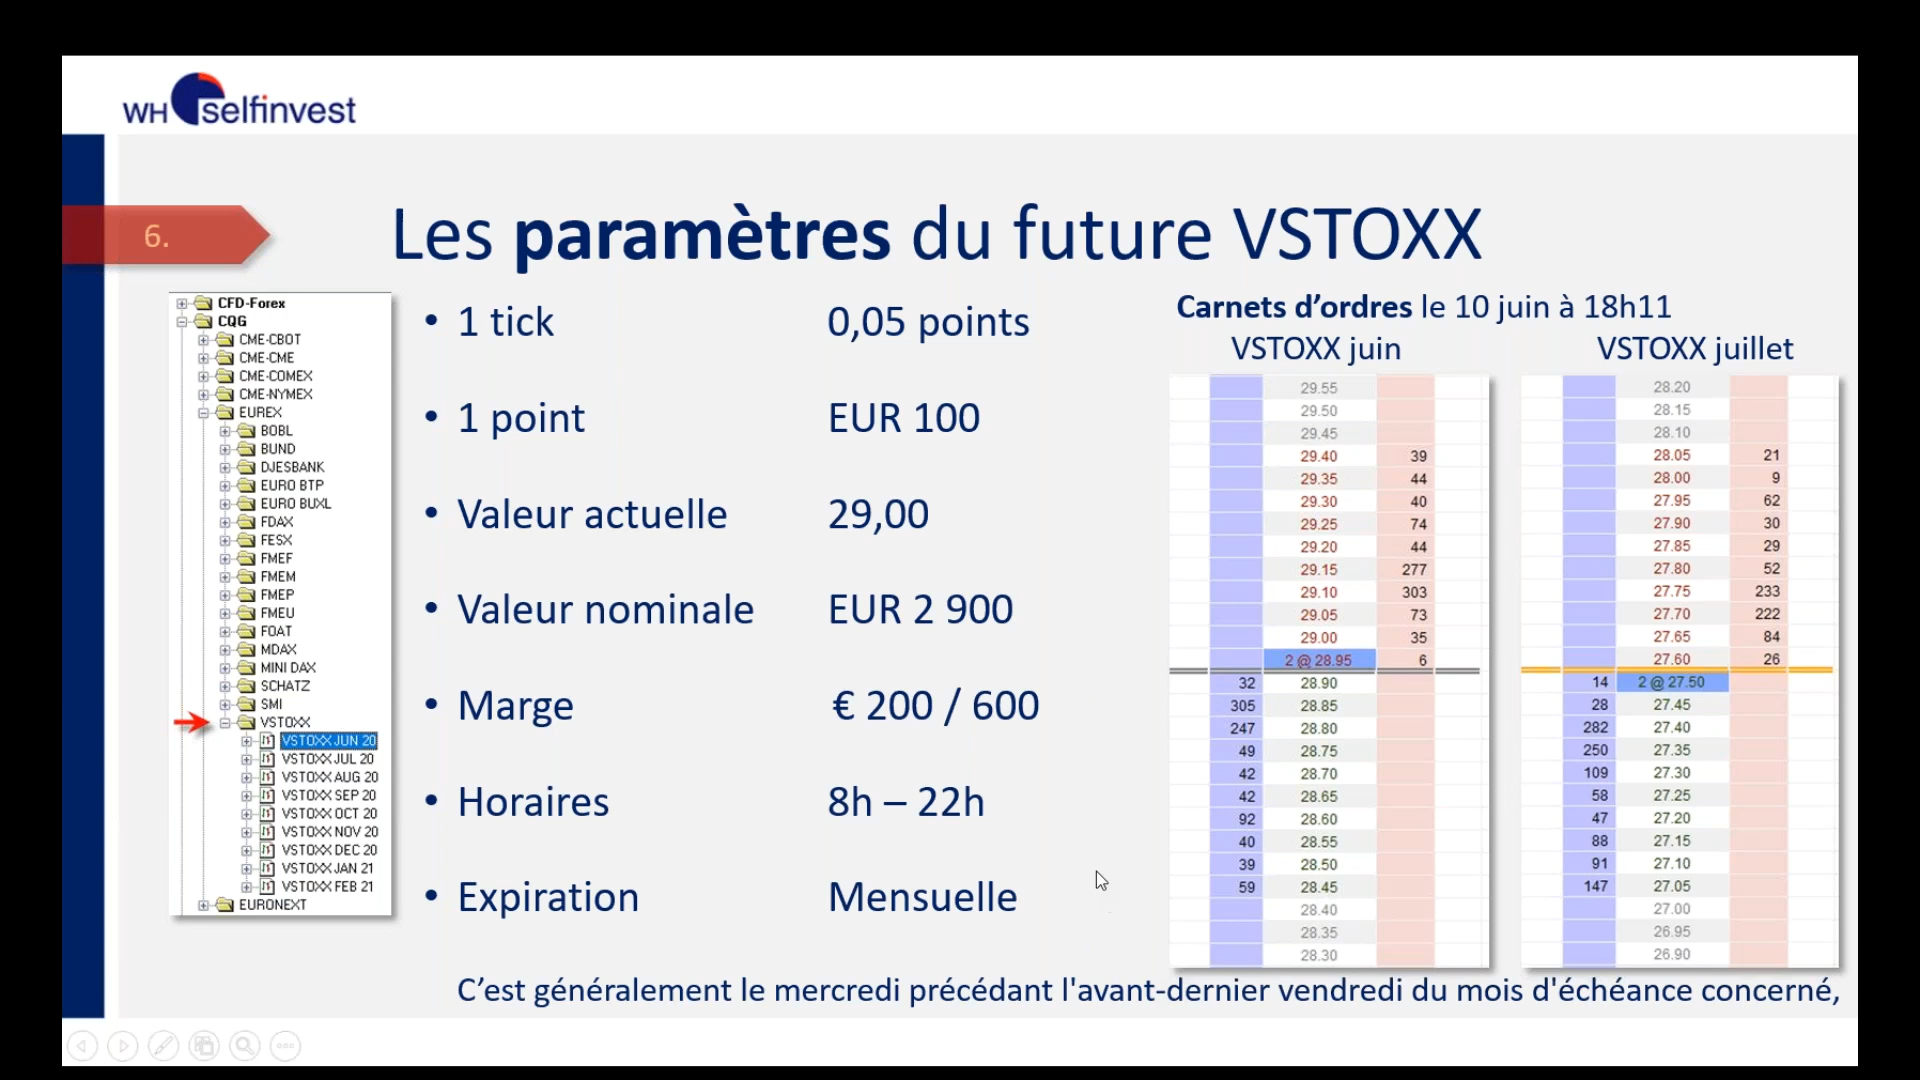 WH selfinvest
6.
Les paramètres du future VSTOXX
CFD-Forex
CQG
CME-CBOT
CME-CME
CME-COMEX
CME-NYMEX
EUREX
BOBL
BUND
DJESBANK
EURO BTP
EURO BUXL
FDAX
FESX
FMEF
FMEM
FMEP
FMEU
FOAT
MDAX
MINI DAX
SCHATZ
SMI
VSTOXX
VSTOXX JUN 20
VSTOXX JUL 20
VSTOXX AUG 20
VSTOXX SEP 20
VSTOXX OCT 20
VSTOXX NOV 20
VSTOXX DEC 20
VSTOXX JAN 21
VSTOXX FEB 21
EURONEXT
• 1 tick 0,05 points
• 1 point EUR 100
• Valeur actuelle 29,00
• Valeur nominale EUR 2 900
• Marge € 200 / 600
• Horaires 8h – 22h
• Expiration Mensuelle
Carnets d’ordres le 10 juin à 18h11
VSTOXX juin
29.55
29.50
29.45
29.40 39
29.35 44
29.30 40
29.25 74
29.20 44
29.15 277
29.10 303
29.05 73
29.00 35
2 @ 28.95 6
32 28.90
305 28.85
247 28.80
49 28.75
42 28.70
42 28.65
92 28.60
40 28.55
39 28.50
59 28.45
28.40
28.35
28.30
VSTOXX juillet
28.20
28.15
28.10
28.05 21
28.00 9
27.95 62
27.90 30
27.85 29
27.80 52
27.75 233
27.70 222
27.65 84
27.60 26
14 2 @ 27.50
28 27.45
282 27.40
250 27.35
109 27.30
58 27.25
47 27.20
88 27.15
91 27.10
147 27.05
27.00
26.95
26.90
C’est généralement le mercredi précédant l'avant-dernier vendredi du mois d'échéance concerné,